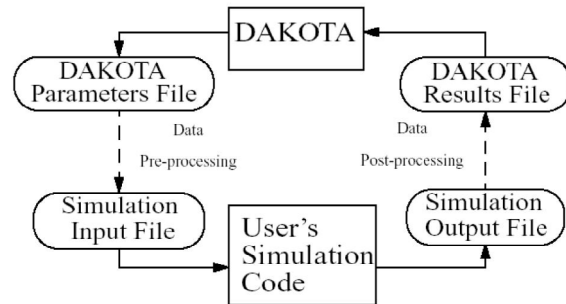 DAKOTA
DAKOTA
Parameters File
DAKOTA
Results File
Data
Pre-processing
Data
Post-processing
Simulation
Input File
User's
Simulation
Code
Simulation
Output File